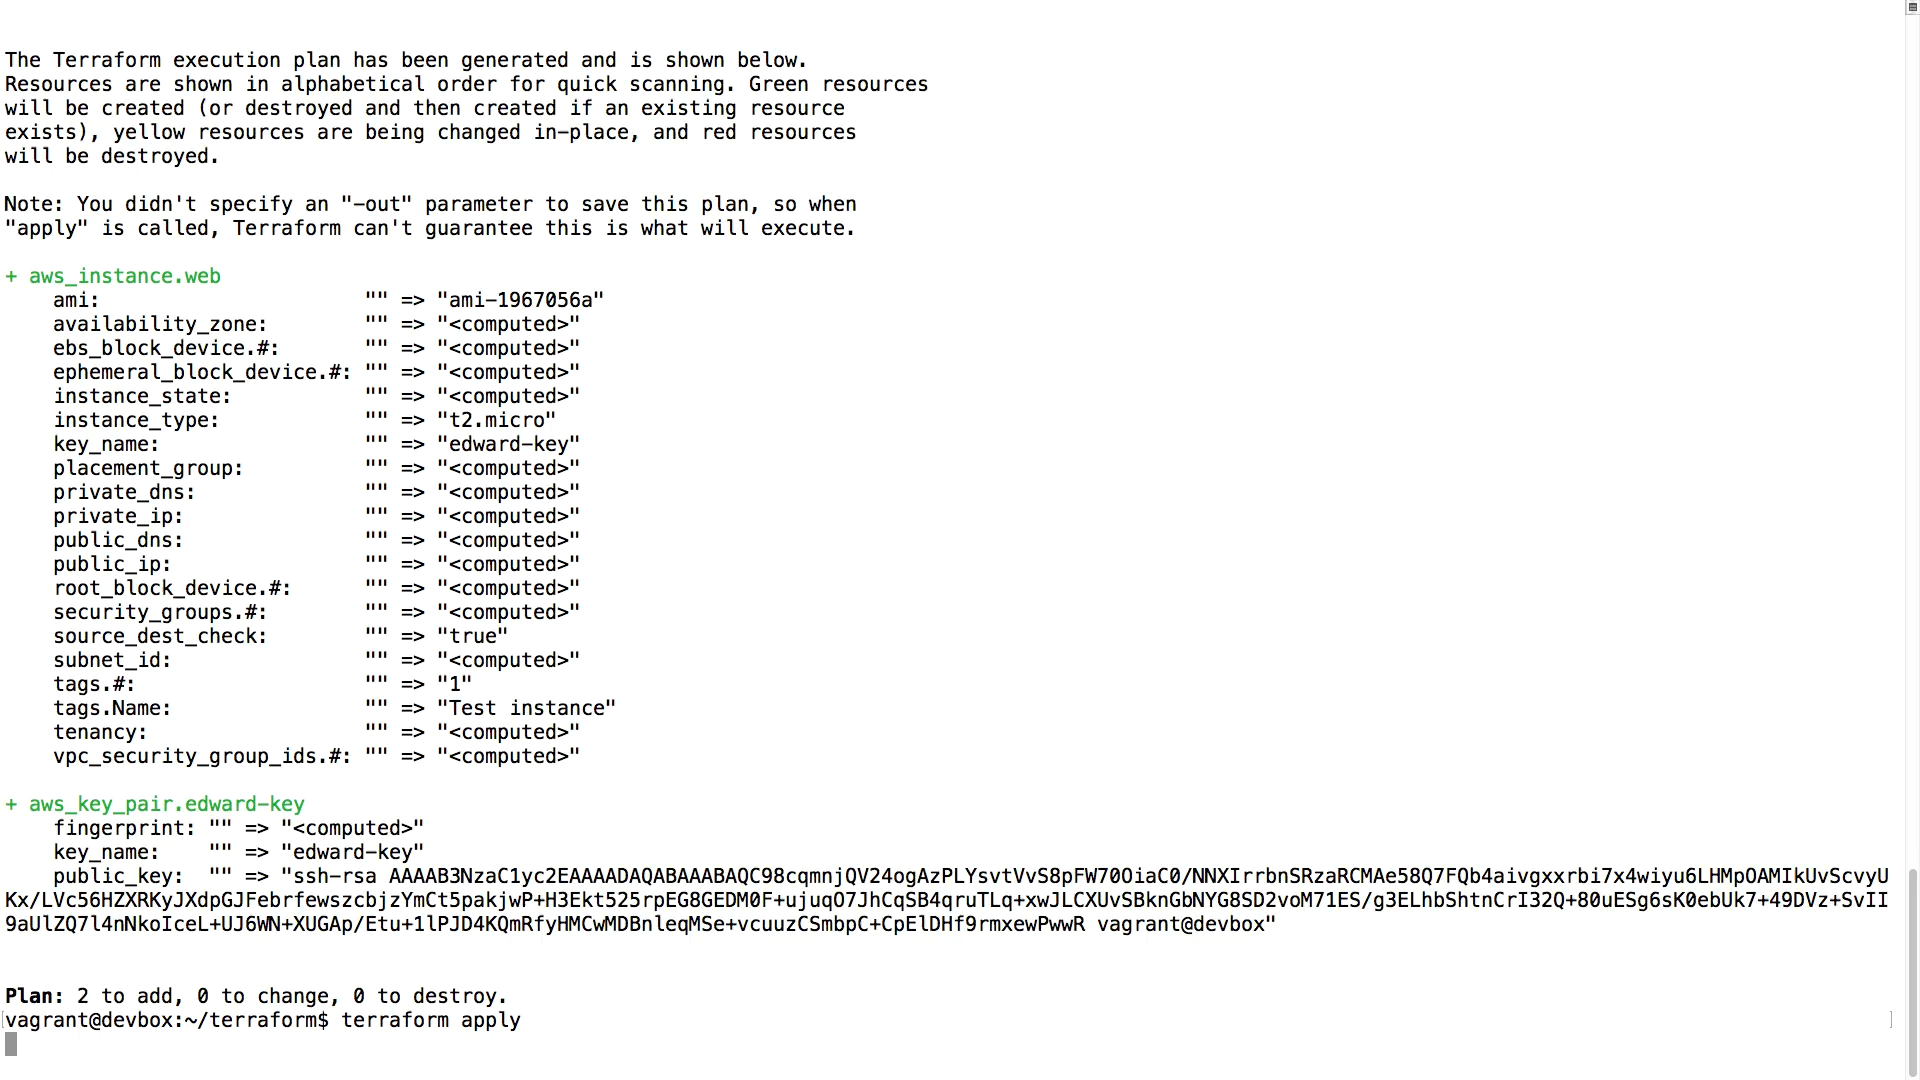 The Terraform execution plan has been generated and is shown below.
Resources are shown in alphabetical order for quick scanning. Green resources
will be created (or destroyed and then created if an existing resource
exists), yellow resources are being changed in-place, and red resources
will be destroyed.
Note: You didn't specify an "-out" parameter to save this plan, so when
"apply" is called, Terraform can't guarantee this is what will execute.
+ aws_instance.web
ami: "" => "ami-1967056a"
availability_zone: "" => "<computed>"
ebs_block_device.#: "" => "<computed>"
ephemeral_block_device.#: "" => "<computed>"
instance_state: "" => "<computed>"
instance_type: "" => "t2.micro"
key_name: "" => "edward-key"
placement_group: "" => "<computed>"
private_dns: "" => "<computed>"
private_ip: "" => "<computed>"
public_dns: "" => "<computed>"
public_ip: "" => "<computed>"
root_block_device.#: "" => "<computed>"
security_groups.#: "" => "<computed>"
source_dest_check: "" => "true"
subnet_id: "" => "<computed>"
tags.#: "" => "1"
tags.Name: "" => "Test instance"
tenancy: "" => "<computed>"
vpc_security_group_ids.#: "" => "<computed>"
+ aws_key_pair.edward-key
fingerprint: "" => "<computed>"
key_name: "" => "edward-key"
public_key: "" => "ssh-rsa AAAAB3NzaC1yc2EAAAADAQABAAABAQC98cqmnjQV24ogAzPLYsvtVvS8pFW70OiaC0/NNXIrrbnSRzaRCMAe58Q7FQb4aivgxxrbi7x4wiyu6LHMpOAMIkUvScvyU
Kx/LVc56HZXRKyJXdpGJFebrfewszcbjzYmCt5pakjwP+H3Ekt525rpEG8GEDM0F+ujuqO7JhCqSB4qruTLq+xwJLCXUvSBknGbNYG8SD2voM71ES/g3ELhbShtnCrI32Q+80uESg6sK0ebUk7+49DVz+SvII
9aUlZQ7l4nNkoIceL+UJ6WN+XUGAp/Etu+1lPJD4KQmRfyHMCwMDBnleqMSe+vcuuzCSmbpC+CpElDHf9rmxewPwwR vagrant@devbox"
Plan: 2 to add, 0 to change, 0 to destroy.
vagrant@devbox:~/terraform$ terraform apply